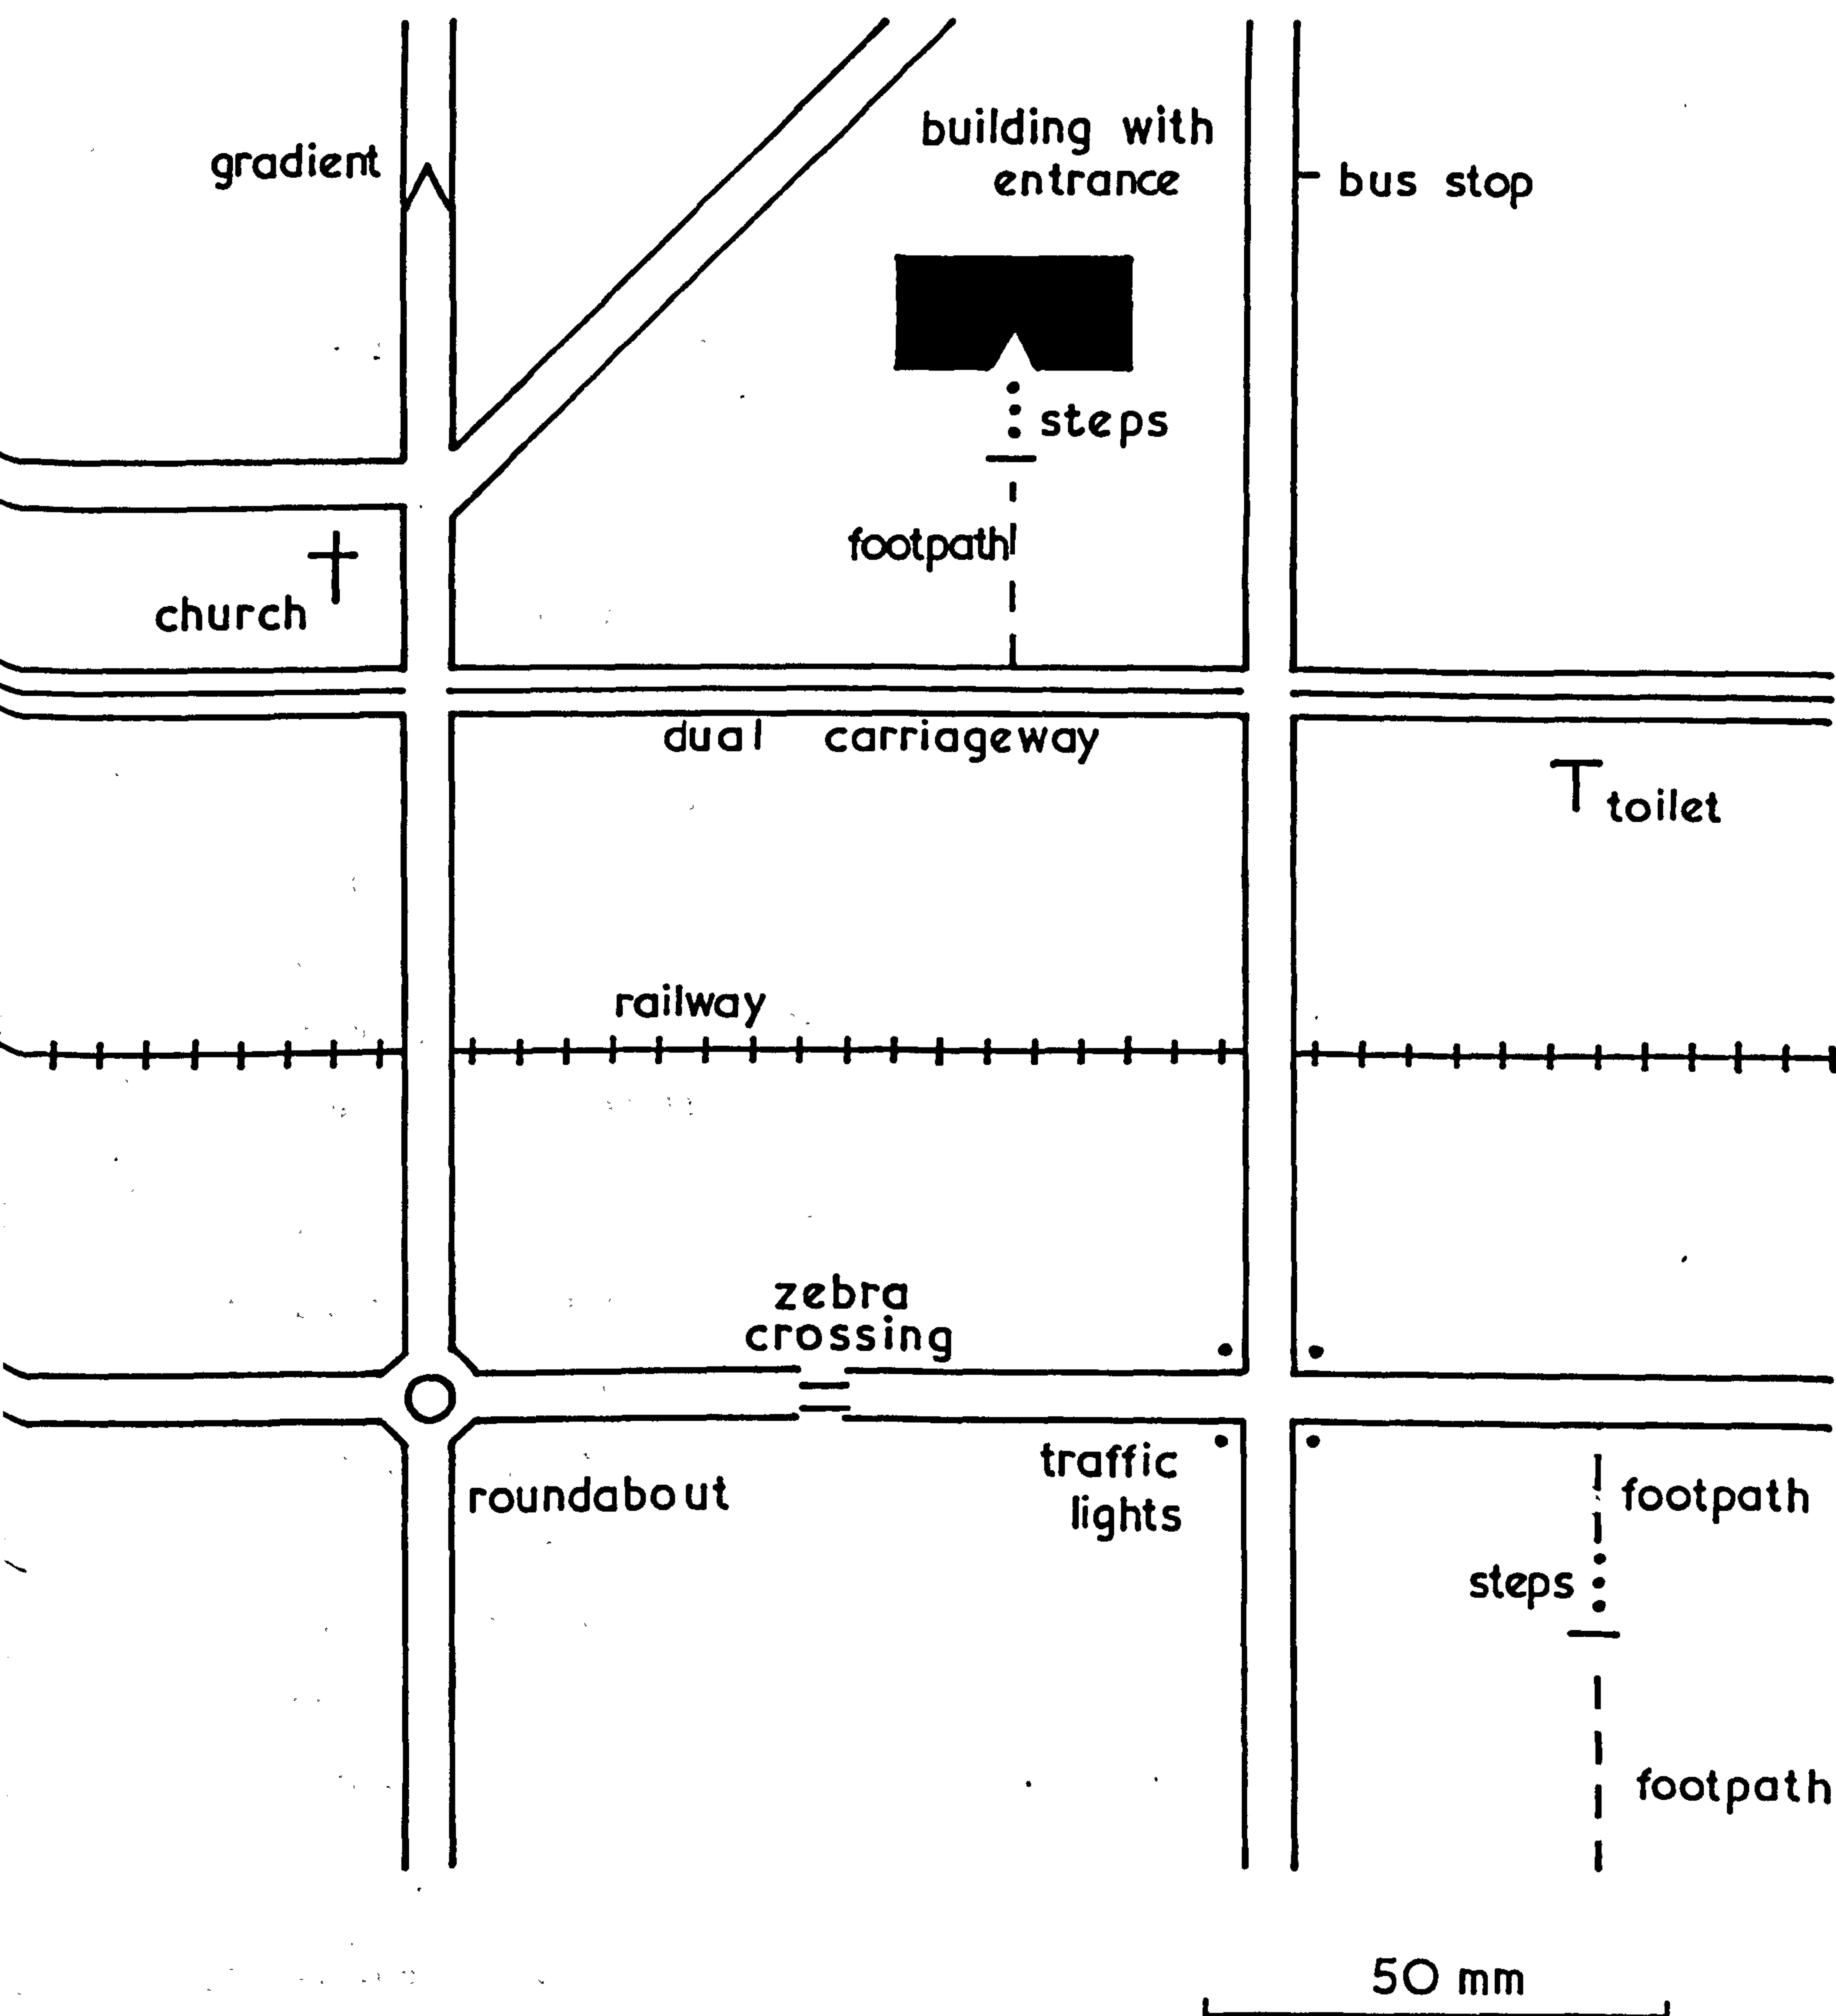 building with
entrance
gradient
bus stop
steps
footpath
church
dual carriageway
T toilet
railway
zebra
crossing
traffic
lights
roundabout
footpath
steps
footpath
50 mm